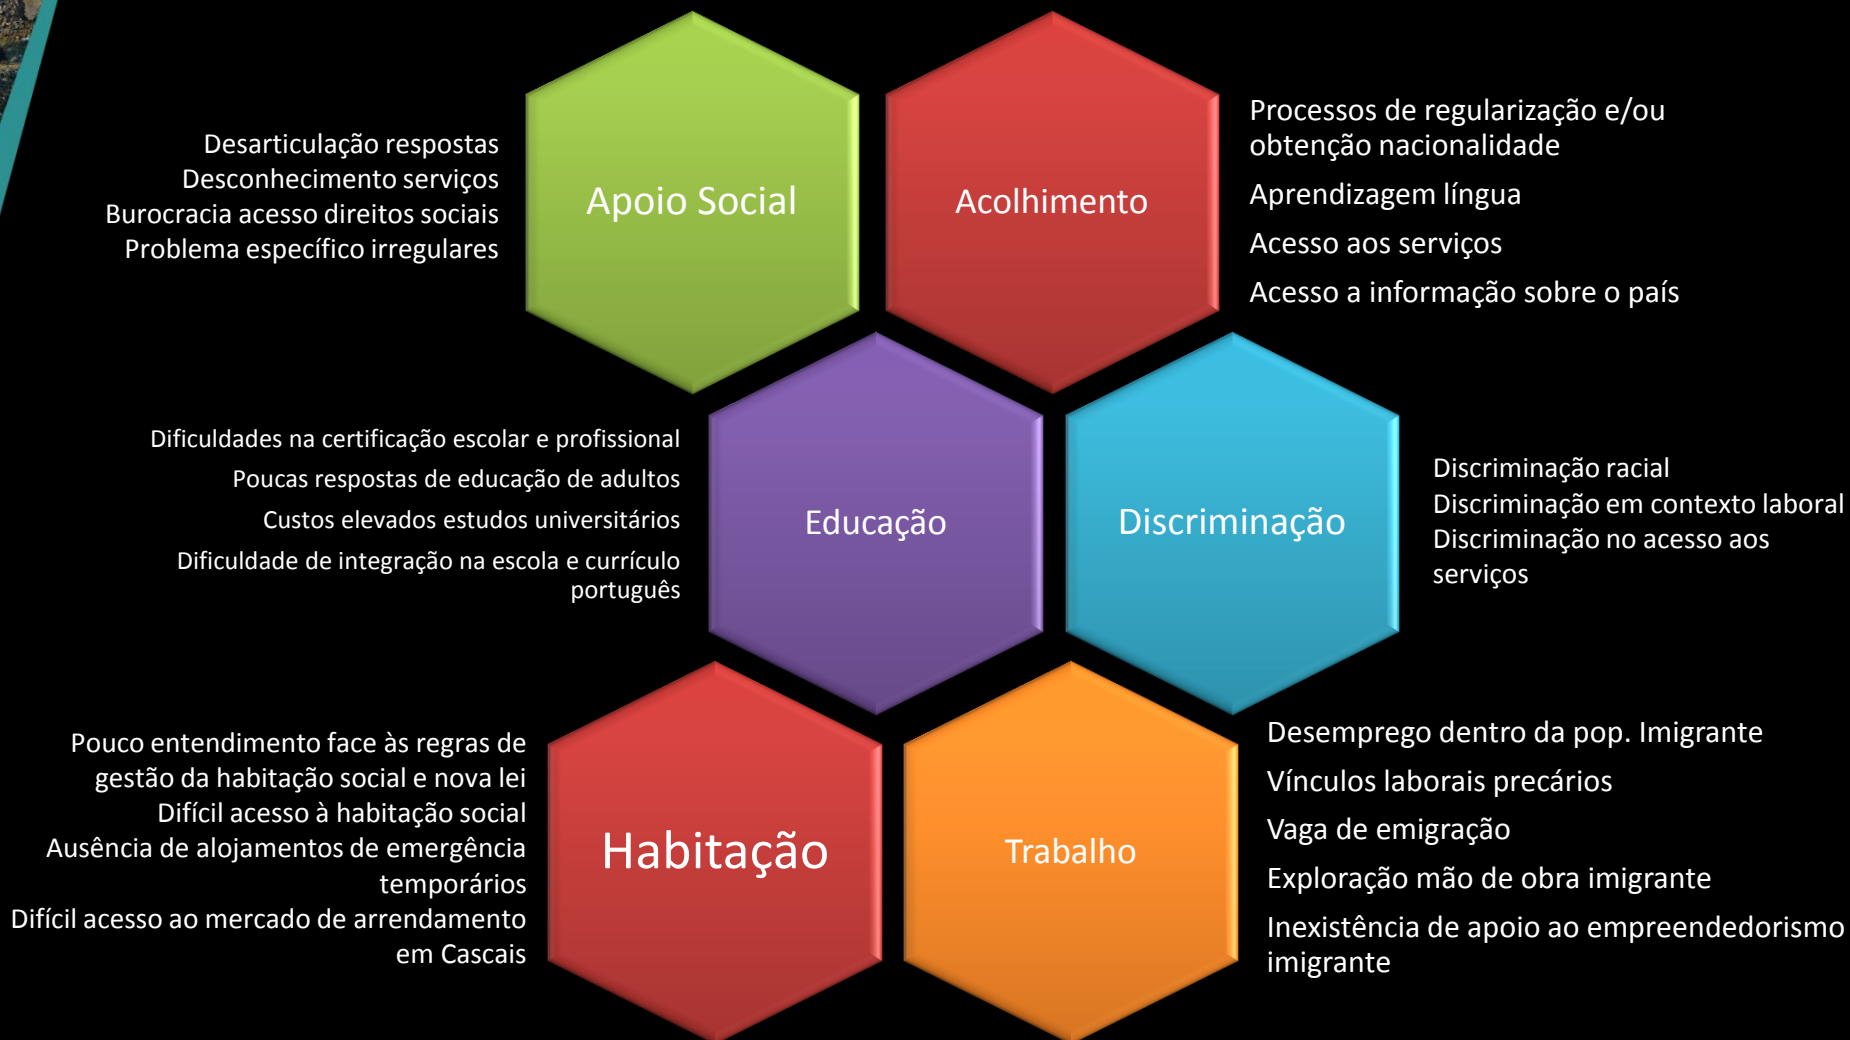 Desarticulação respostas
Desconhecimento serviços
Burocracia acesso direitos sociais
Problema específico irregulares
Apoio Social
Acolhimento
Processos de regularização e/ou
obtenção nacionalidade
Aprendizagem língua
Acesso aos serviços
Acesso a informação sobre o país
Dificuldades na certificação escolar e profissional
Poucas respostas de educação de adultos
Custos elevados estudos universitários
Dificuldade de integração na escola e currículo
português
Educação
Discriminação
Discriminação racial
Discriminação em contexto laboral
Discriminação no acesso aos
serviços
Pouco entendimento face às regras de
gestão da habitação social e nova lei
Difícil acesso à habitação social
Ausência de alojamentos de emergência
temporários
Difícil acesso ao mercado de arrendamento
em Cascais
Habitação
Trabalho
Desemprego dentro da pop. Imigrante
Vínculos laborais precários
Vaga de emigração
Exploração mão de obra imigrante
Inexistência de apoio ao empreendedorismo
imigrante